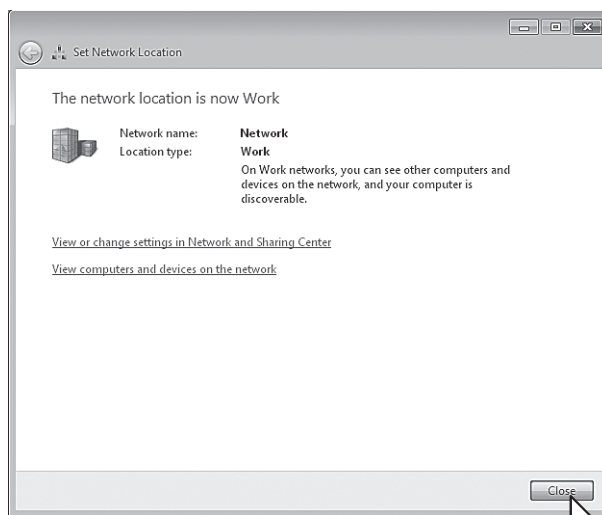 Set Network Location
The network location is now Work
Network name: Network
Location type: Work
On Work networks, you can see other computers and
devices on the network, and your computer is
discoverable.
View or change settings in Network and Sharing Center
View computers and devices on the network
Close